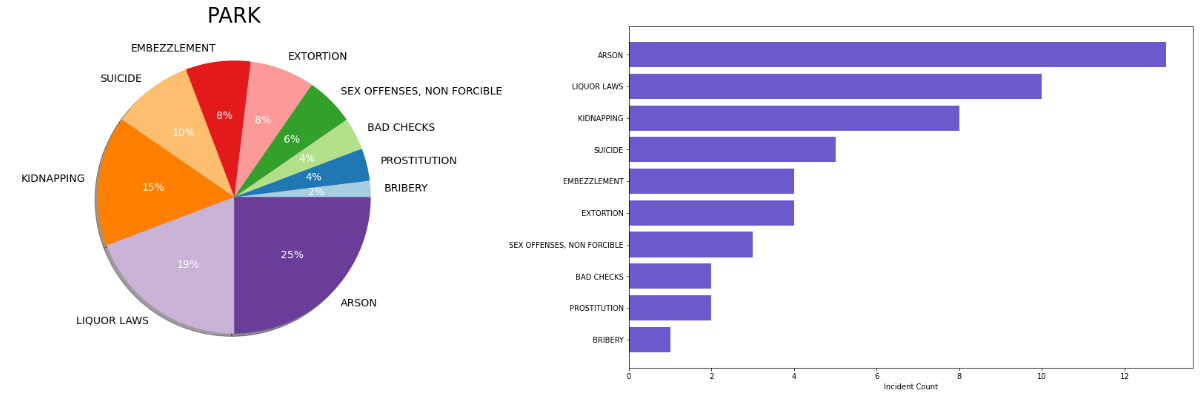 PARK
EMBEZZLEMENT
EXTORTION
SUICIDE
SEX OFFENSES, NON FORCIBLE
BAD CHECKS
PROSTITUTION
BRIBERY
KIDNAPPING
LIQUOR LAWS
ARSON
8%
8%
10%
6%
4%
4%
2%
15%
19%
25%
ARSON
LIQUOR LAWS
KIDNAPPING
SUICIDE
EMBEZZLEMENT
EXTORTION
SEX OFFENSES, NON FORCIBLE
BAD CHECKS
PROSTITUTION
BRIBERY
0 2 4 6 8 10 12
Incident Count